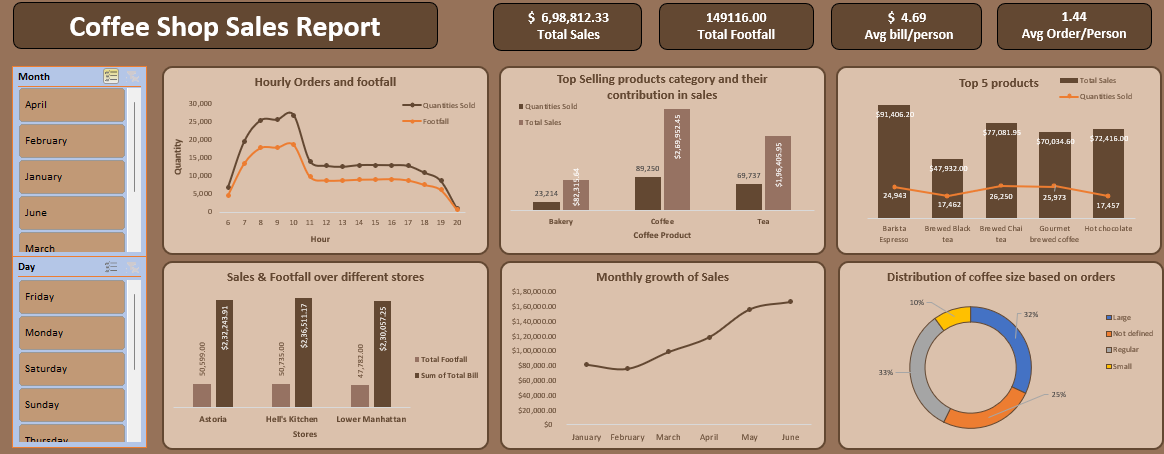 Coffee Shop Sales Report
$ 6,98,812.33
Total Sales
149116.00
Total Footfall
$ 4.69
Avg bill/person
1.44
Avg Order/Person
Month
April
February
January
June
March
Day
Friday
Monday
Saturday
Sunday
Thursday
Hourly Orders and footfall
Quantities Sold
Footfall
30,000
25,000
20,000
15,000
10,000
5,000
0
Quantity
6 7 8 9 10 11 12 13 14 15 16 17 18 19 20
Hour
Top Selling products category and their
contribution in sales
Quantities Sold
Total Sales
23,214
$82,315.64
89,250
$2,69,952.45
69,737
$1,96,405.95
Bakery Coffee Tea
Coffee Product
Top 5 products
Total Sales
Quantities Sold
$91,406.20
$47,932.00
$77,081.95
$70,034.60
$72,416.00
24,943
17,462
26,250
25,973
17,457
Barista Espresso
Brewed Black tea
Brewed Chai tea
Gourmet brewed coffee
Hot chocolate
Sales & Footfall over different stores
50,599.00
$2,32,243.91
50,735.00
$2,36,511.17
47,782.00
$2,30,057.25
Total Footfall
Sum of Total Bill
Astoria Hell's Kitchen Lower Manhattan
Stores
Monthly growth of Sales
$1,80,000.00
$1,60,000.00
$1,40,000.00
$1,20,000.00
$1,00,000.00
$80,000.00
$60,000.00
$40,000.00
$20,000.00
$0
January February March April May June
Distribution of coffee size based on orders
10%
32%
33%
25%
Large
Not defined
Regular
Small